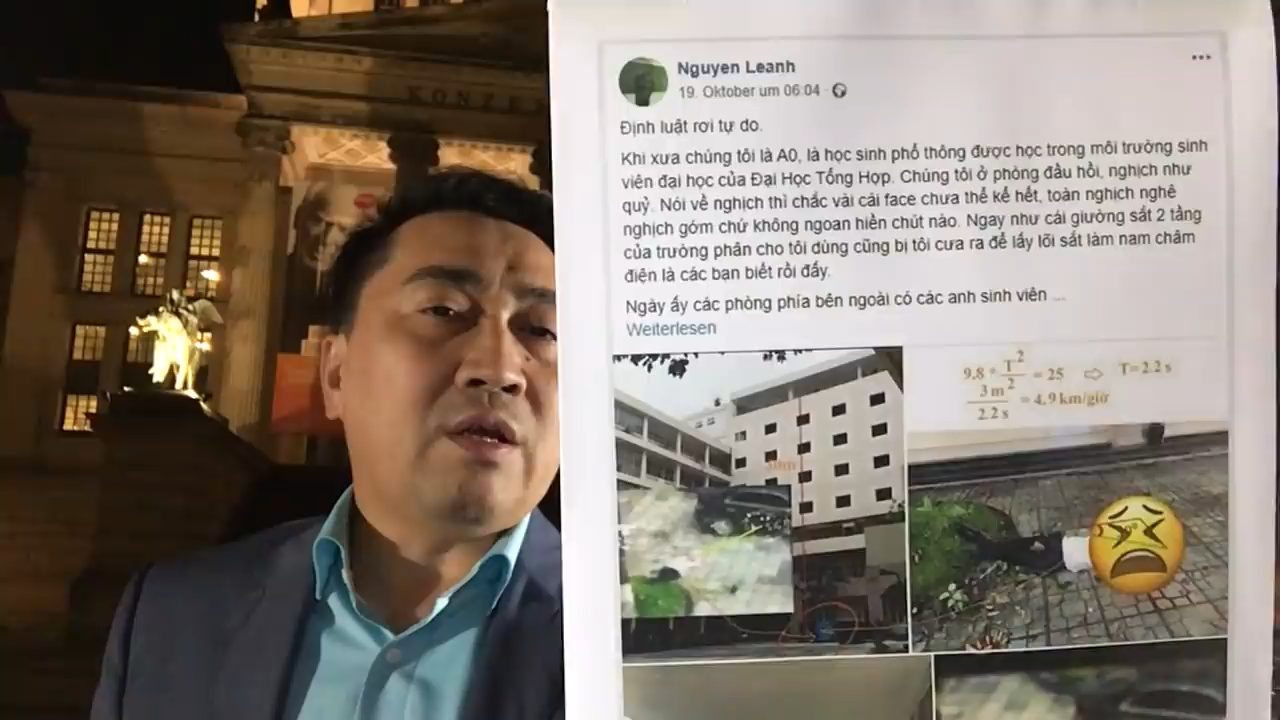 KONZE
Nguyen Leanh
19. Oktober um 06:04 ·
Định luật rơi tự do.
Khi xưa chúng tôi là A0, là học sinh phổ thông được học trong môi trường sinh
viên đại học của Đại Học Tổng Hợp. Chúng tôi ở phòng đầu hồi, nghịch như
quỷ. Nói về nghịch thì chắc vài cái face chưa thể kể hết, toàn nghịch nghê
nghịch gớm chứ không ngoan hiền chút nào. Ngay như cái giường sắt 2 tầng
của trường phân cho tôi dùng cũng bị tôi cưa ra để lấy lõi sắt làm nam châm
điện là các bạn biết rồi đấy.
Ngày ấy các phòng phía bên ngoài có các anh sinh viên ...
Weiterlesen
9.8 * T² / 2 = 25 ⇨ T=2.2 s
3 m / 2.2 s = 4.9 km/giờ